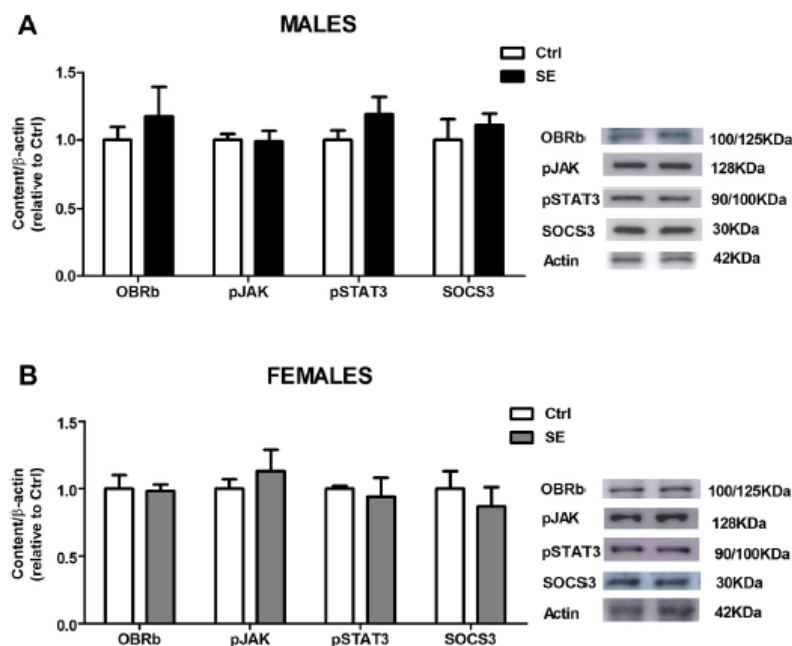 A
MALES
Ctrl
SE
Content/β-actin
(relative to Ctrl)
1.5
1.0
0.5
0.0
OBRb
pJAK
pSTAT3
SOCS3
OBRb 100/125KDa
pJAK 128KDa
pSTAT3 90/100KDa
SOCS3 30KDa
Actin 42KDa
B
FEMALES
Ctrl
SE
Content/β-actin
(relative to Ctrl)
1.5
1.0
0.5
0.0
OBRb
pJAK
pSTAT3
SOCS3
OBRb 100/125KDa
pJAK 128KDa
pSTAT3 90/100KDa
SOCS3 30KDa
Actin 42KDa